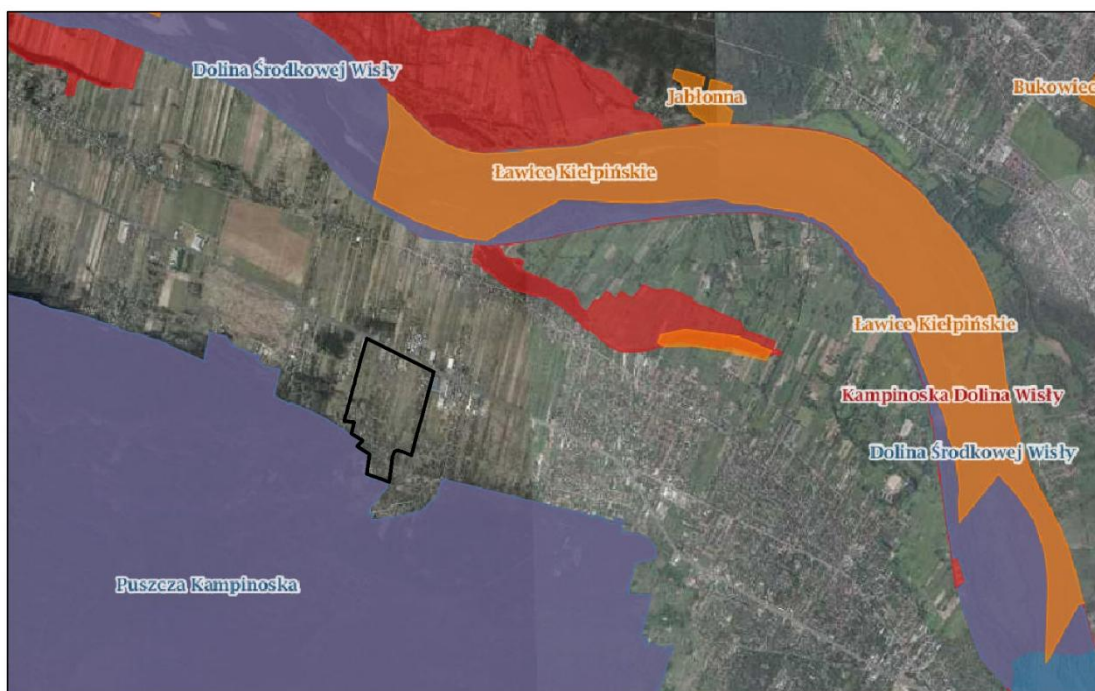 Dolina Środkowej Wisły
Jabłonna
Bukowiec
Ławice Kiełpińskie
Ławice Kiełpińskie
Kampinoska Dolina Wisły
Dolina Środkowej Wisły
Puszcza Kampinoska